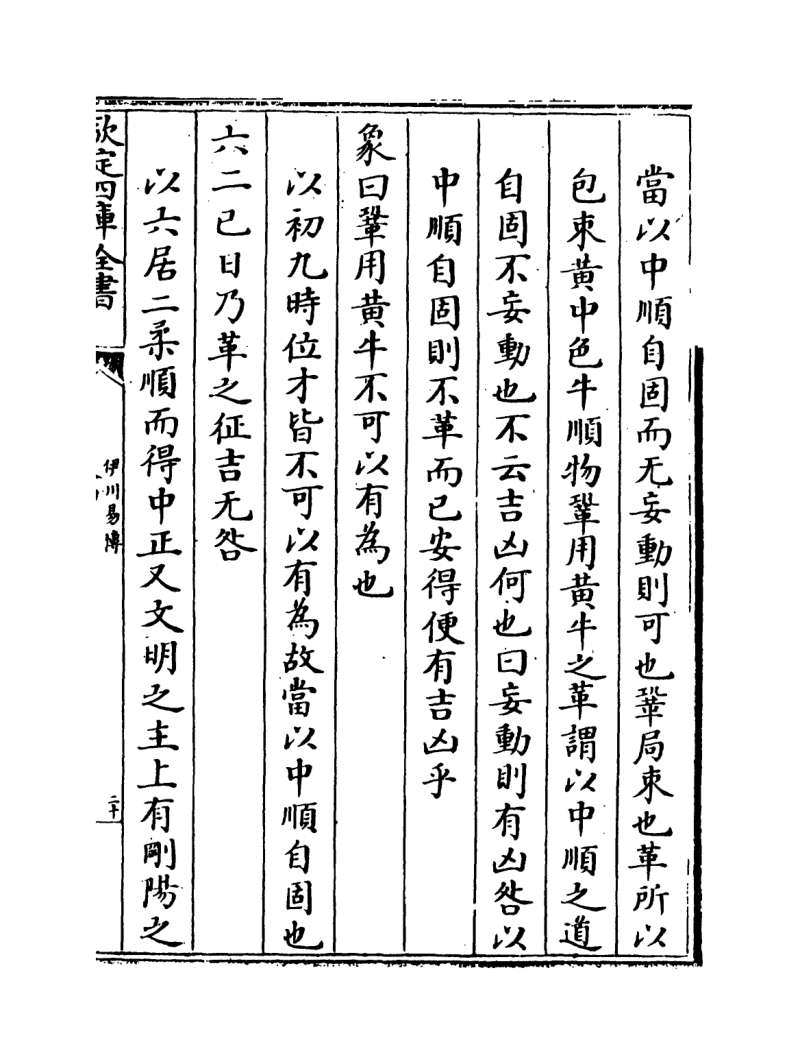 當以中順自固而无妄動則可也鞏局束也革所以
包束黄中色牛順物鞏用黄牛之革謂以中順之道
自固不妄動也不云吉凶何也曰妄動則有凶咎以
中順自固則不革而已安得便有吉凶乎
象曰鞏用黄牛不可以有為也
以初九時位才皆不可以有為故當以中順自固也
六二已日乃革之征吉无咎
以六居二柔順而得中正又文明之主上有剛陽之
欽定四庫全書
伊川易傳
二十